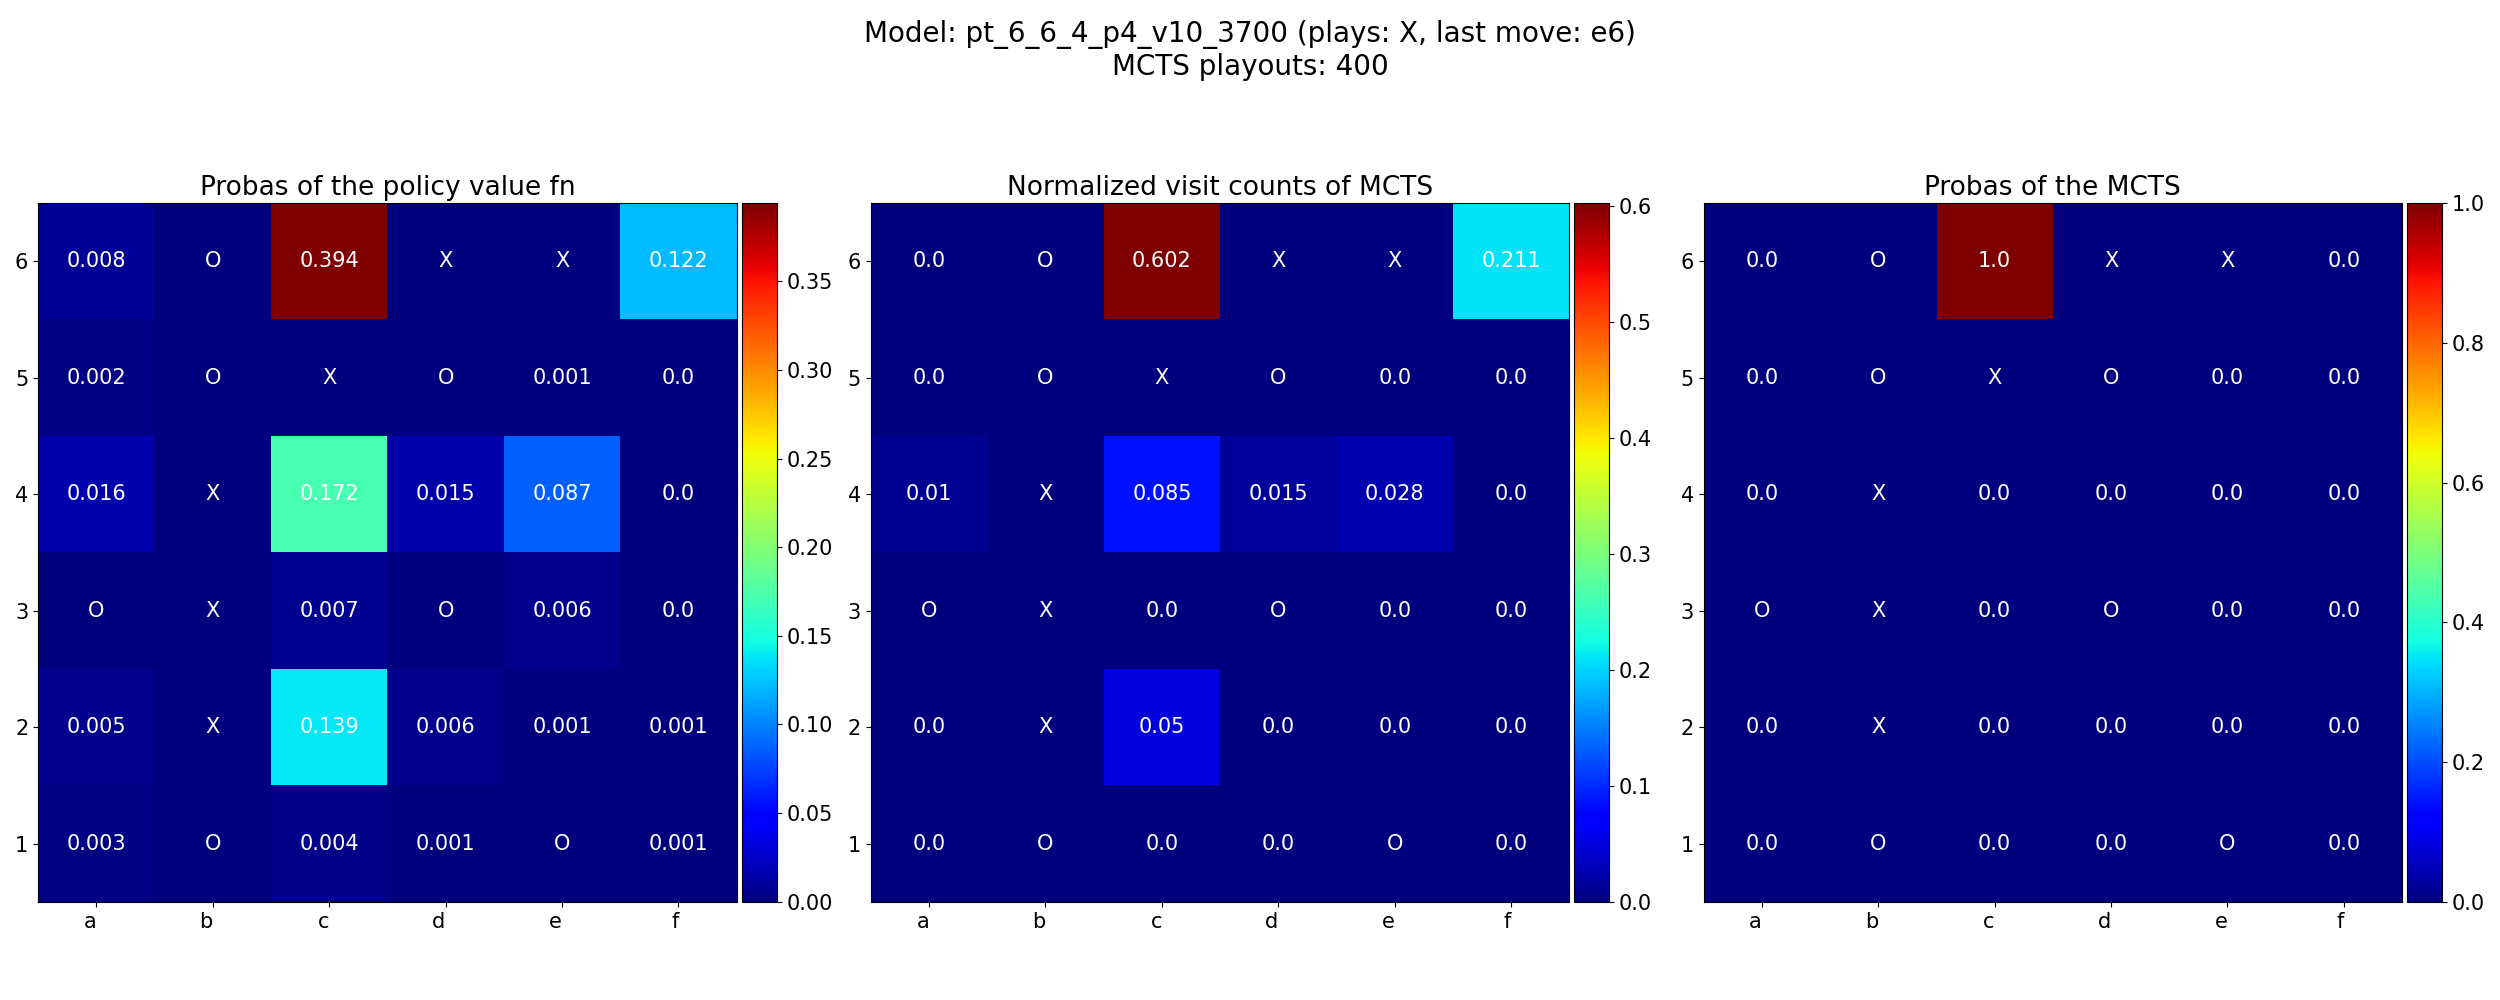 Model: pt_6_6_4_p4_v10_3700 (plays: X, last move: e6)
MCTS playouts: 400
Probas of the policy value fn
6 0.008 O 0.394 X X 0.122
5 0.002 O X O 0.001 0.0
4 0.016 X 0.172 0.015 0.087 0.0
3 O X 0.007 O 0.006 0.0
2 0.005 X 0.139 0.006 0.001 0.001
1 0.003 O 0.004 0.001 O 0.001
a b c d e f
0.35
0.30
0.25
0.20
0.15
0.10
0.05
0.00
Normalized visit counts of MCTS
6 0.0 O 0.602 X X 0.211
5 0.0 O X O 0.0 0.0
4 0.01 X 0.085 0.015 0.028 0.0
3 O X 0.0 O 0.0 0.0
2 0.0 X 0.05 0.0 0.0 0.0
1 0.0 O 0.0 0.0 O 0.0
a b c d e f
0.6
0.5
0.4
0.3
0.2
0.1
0.0
Probas of the MCTS
6 0.0 O 1.0 X X 0.0
5 0.0 O X O 0.0 0.0
4 0.0 X 0.0 0.0 0.0 0.0
3 O X 0.0 O 0.0 0.0
2 0.0 X 0.0 0.0 0.0 0.0
1 0.0 O 0.0 0.0 O 0.0
a b c d e f
1.0
0.8
0.6
0.4
0.2
0.0